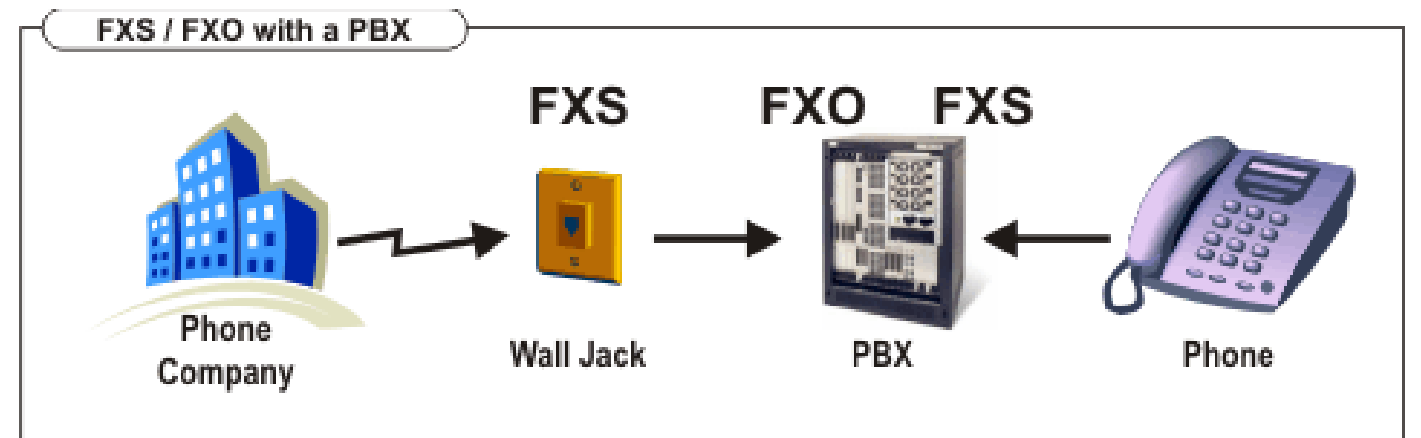 FXS / FXO with a PBX
FXS
FXO
FXS
Phone
Company
Wall Jack
PBX
Phone